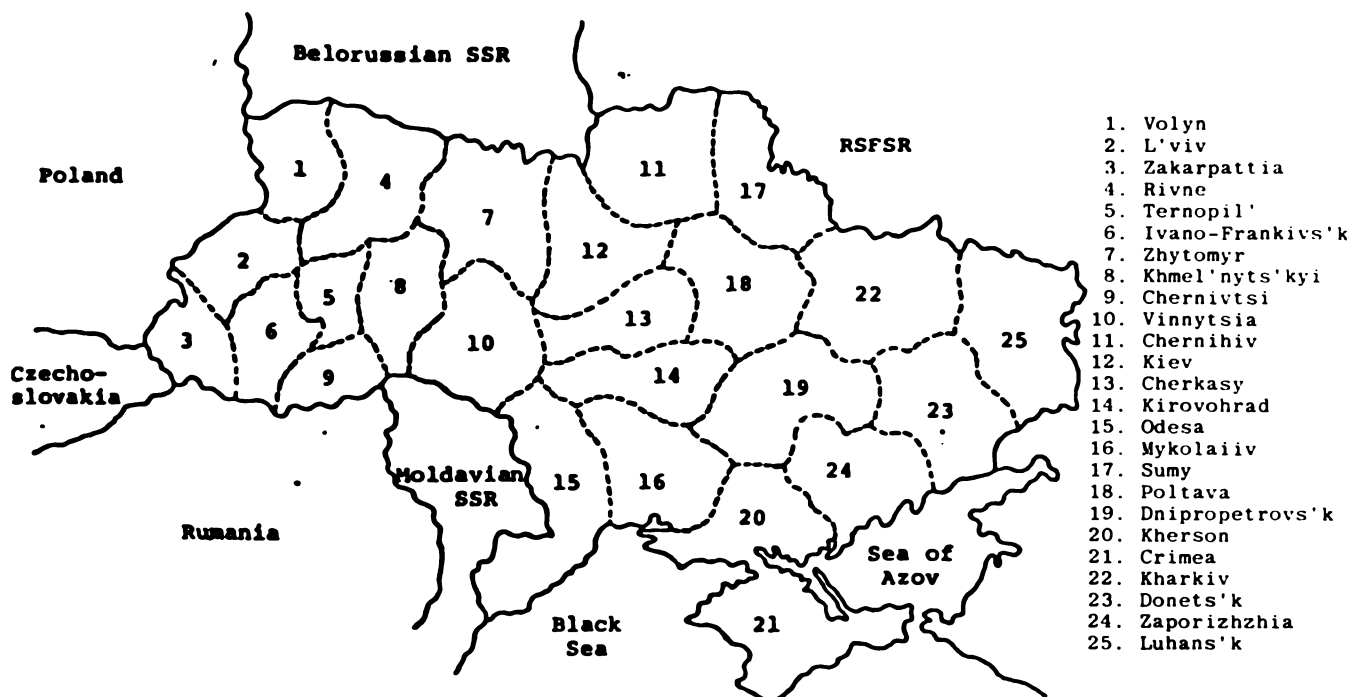 Belorussian SSR
RSFSR
Poland
1
4
11
17
7
12
2
5
8
18
22
3
6
13
10
25
9
14
19
Czecho-
slovakia
23
Moldavian
SSR
15
16
24
20
Rumania
Sea of
Azov
Black
Sea
21
1. Volyn
2. L'viv
3. Zakarpattia
4. Rivne
5. Ternopil'
6. Ivano-Frankivs'k
7. Zhytomyr
8. Khmel'nyts'kyi
9. Chernivtsi
10. Vinnytsia
11. Chernihiv
12. Kiev
13. Cherkasy
14. Kirovohrad
15. Odesa
16. Mykolaiiv
17. Sumy
18. Poltava
19. Dnipropetrovs'k
20. Kherson
21. Crimea
22. Kharkiv
23. Donets'k
24. Zaporizhzhia
25. Luhans'k